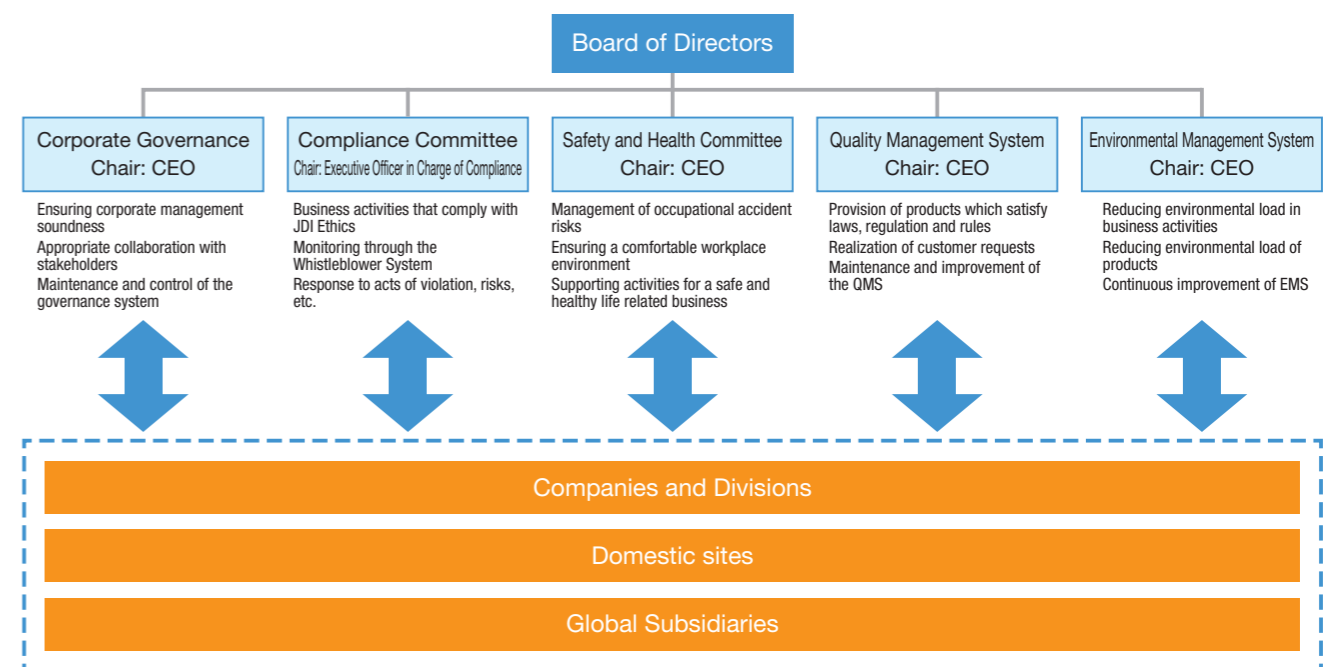 Board of Directors
Corporate Governance
Chair: CEO
Ensuring corporate management
soundness
Appropriate collaboration with
stakeholders
Maintenance and control of the
governance system
Compliance Committee
Chair: Executive Officer in Charge of Compliance
Business activities that comply with
JDI Ethics
Monitoring through the
Whistleblower System
Response to acts of violation, risks,
etc.
Safety and Health Committee
Chair: CEO
Management of occupational accident
risks
Ensuring a comfortable workplace
environment
Supporting activities for a safe and
healthy life related business
Quality Management System
Chair: CEO
Provision of products which satisfy
laws, regulation and rules
Realization of customer requests
Maintenance and improvement of
the QMS
Environmental Management System
Chair: CEO
Reducing environmental load in
business activities
Reducing environmental load of
products
Continuous improvement of EMS
Companies and Divisions
Domestic sites
Global Subsidiaries